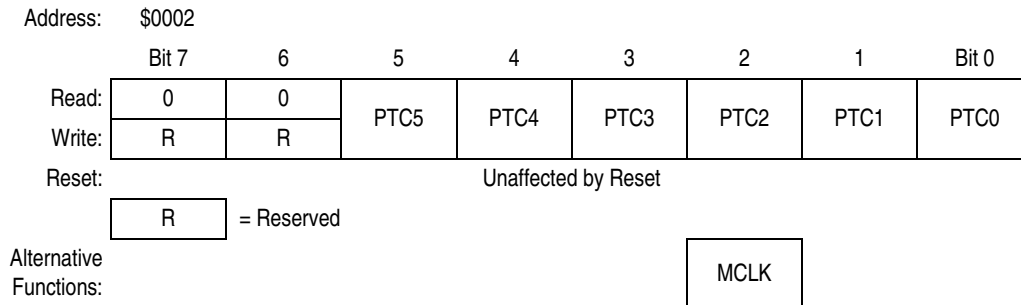 Address: $0002
Bit 7 6 5 4 3 2 1 Bit 0
Read: 0 0 PTC5 PTC4 PTC3 PTC2 PTC1 PTC0
Write: R R
Reset: Unaffected by Reset
R = Reserved
Alternative
Functions: MCLK